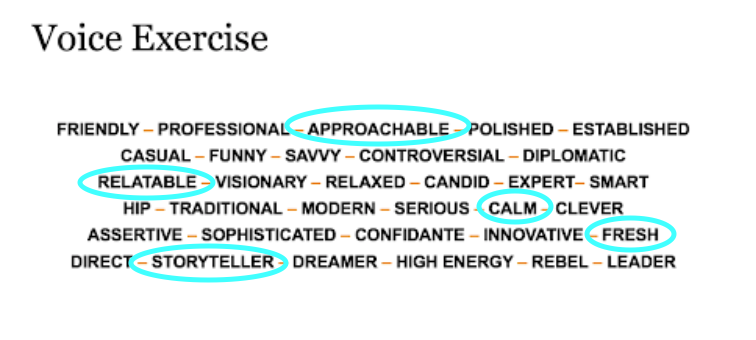 Voice Exercise
FRIENDLY – PROFESSIONAL – APPROACHABLE – POLISHED – ESTABLISHED
CASUAL – FUNNY – SAVVY – CONTROVERSIAL – DIPLOMATIC
RELATABLE – VISIONARY – RELAXED – CANDID – EXPERT– SMART
HIP – TRADITIONAL – MODERN – SERIOUS – CALM – CLEVER
ASSERTIVE – SOPHISTICATED – CONFIDANTE – INNOVATIVE – FRESH
DIRECT – STORYTELLER – DREAMER – HIGH ENERGY – REBEL – LEADER